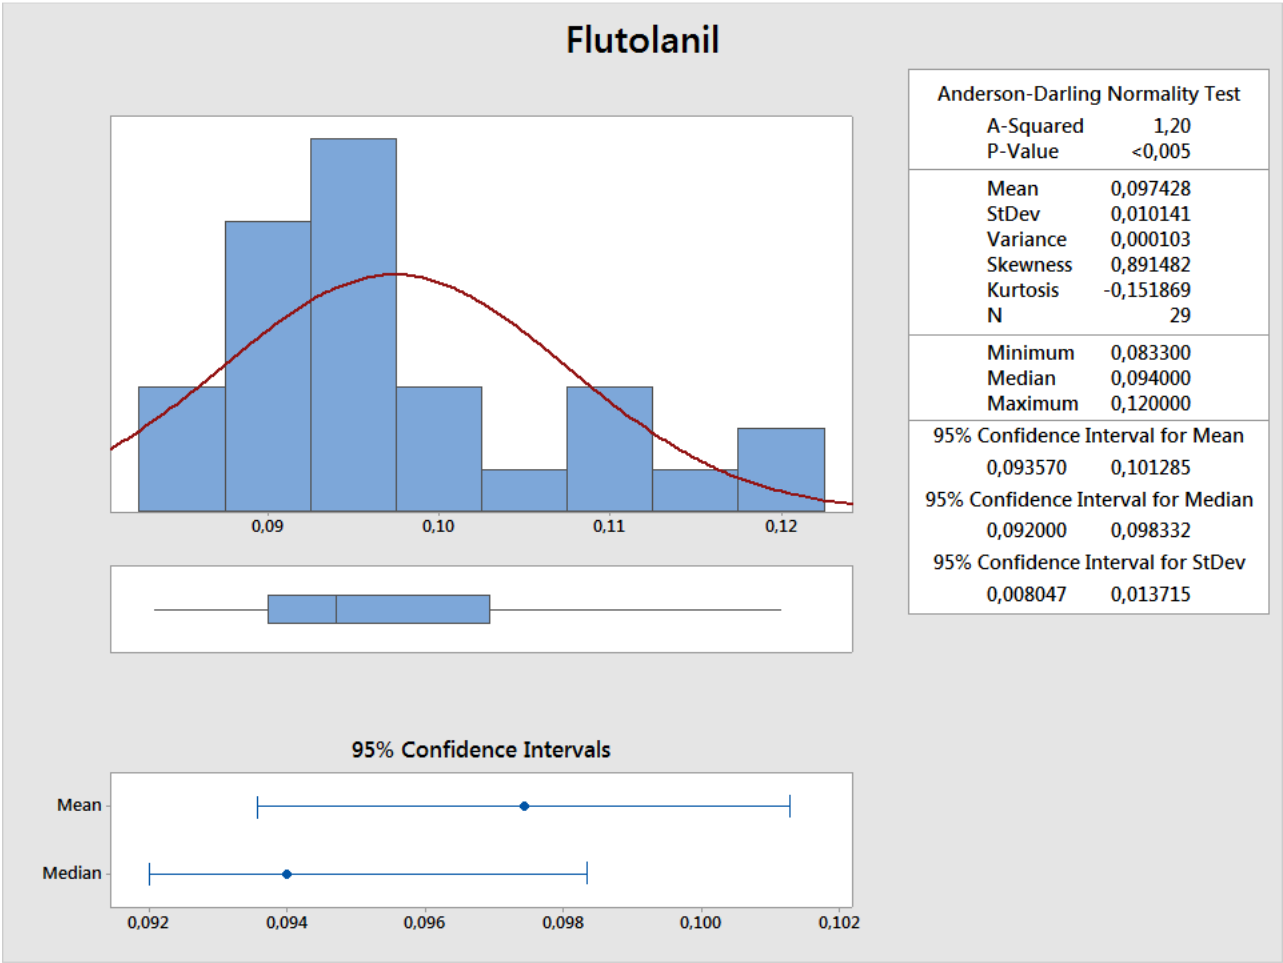 Flutolanil
0,09 0,10 0,11 0,12
95% Confidence Intervals
Mean
Median
0,092 0,094 0,096 0,098 0,100 0,102
Anderson-Darling Normality Test
A-Squared 1,20
P-Value <0,005
Mean 0,097428
StDev 0,010141
Variance 0,000103
Skewness 0,891482
Kurtosis -0,151869
N 29
Minimum 0,083300
Median 0,094000
Maximum 0,120000
95% Confidence Interval for Mean
0,093570 0,101285
95% Confidence Interval for Median
0,092000 0,098332
95% Confidence Interval for StDev
0,008047 0,013715